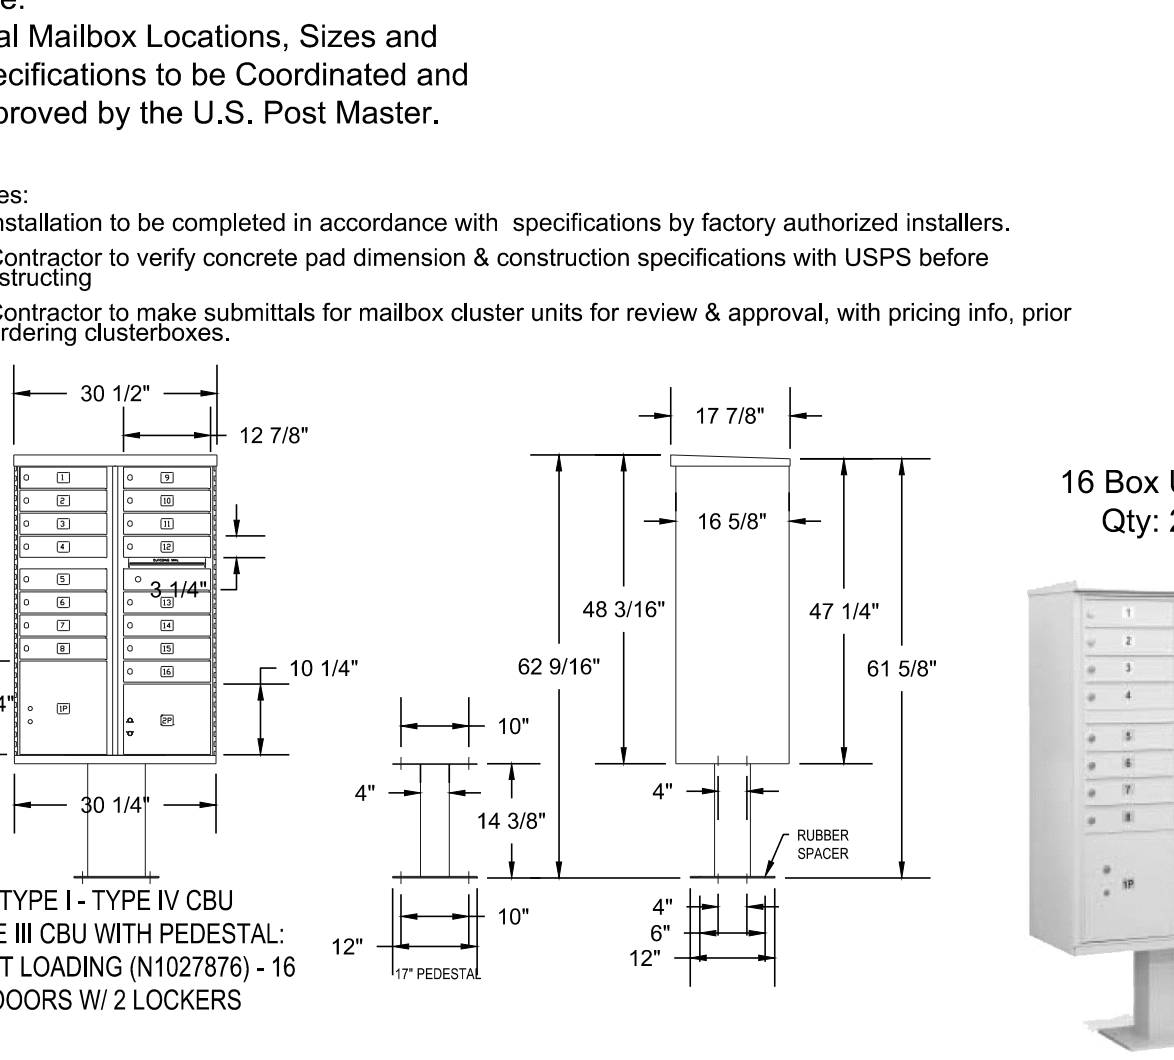 al Mailbox Locations, Sizes and
ecifications to be Coordinated and
proved by the U.S. Post Master.
es:
nstallation to be completed in accordance with specifications by factory authorized installers.
Contractor to verify concrete pad dimension & construction specifications with USPS before
structing
Contractor to make submittals for mailbox cluster units for review & approval, with pricing info, prior
rdering clusterboxes.
30 1/2"
12 7/8"
17 7/8"
16 5/8"
16 Box
Qty: 2
1
2
3
4
5
6
7
8
1P
9
10
11
12
OUTGOING MAIL
3 1/4"
13
14
15
16
2P
10 1/4"
4"
30 1/4"
48 3/16"
47 1/4"
62 9/16"
61 5/8"
10"
4"
14 3/8"
4"
RUBBER
SPACER
10"
12"
17" PEDESTAL
4"
6"
12"
TYPE I - TYPE IV CBU
E III CBU WITH PEDESTAL:
T LOADING (N1027876) - 16
DOORS W/ 2 LOCKERS
1
2
3
4
5
6
7
8
1P